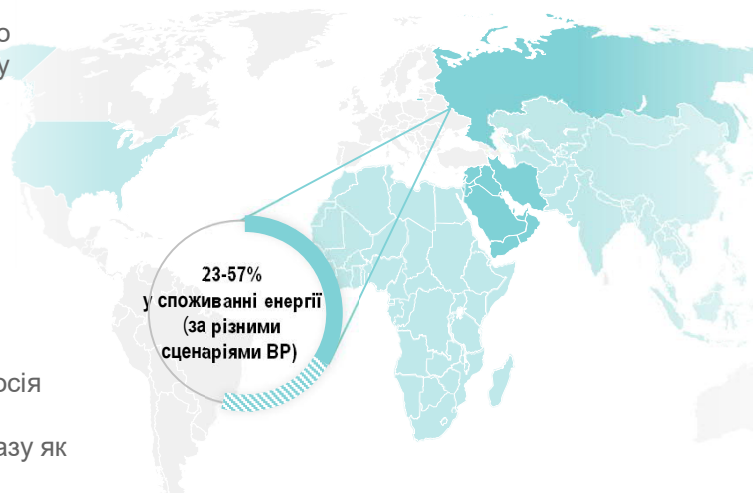 о
у
23-57%
у споживанні енергії
(за різними
сценаріями BP)
осія
азу як